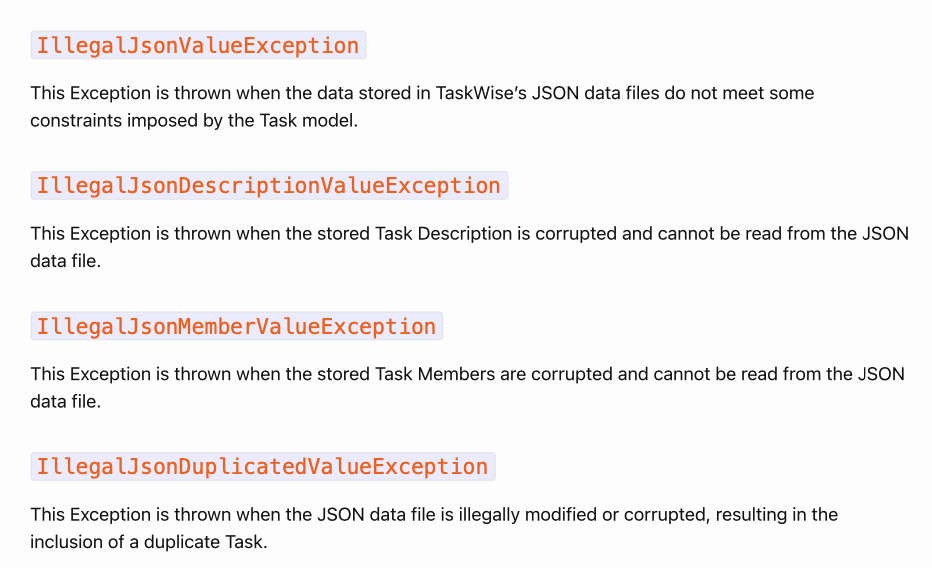 IllegalJsonValueException
This Exception is thrown when the data stored in TaskWise’s JSON data files do not meet some
constraints imposed by the Task model.
IllegalJsonDescriptionValueException
This Exception is thrown when the stored Task Description is corrupted and cannot be read from the JSON
data file.
IllegalJsonMemberValueException
This Exception is thrown when the stored Task Members are corrupted and cannot be read from the JSON
data file.
IllegalJsonDuplicatedValueException
This Exception is thrown when the JSON data file is illegally modified or corrupted, resulting in the
inclusion of a duplicate Task.